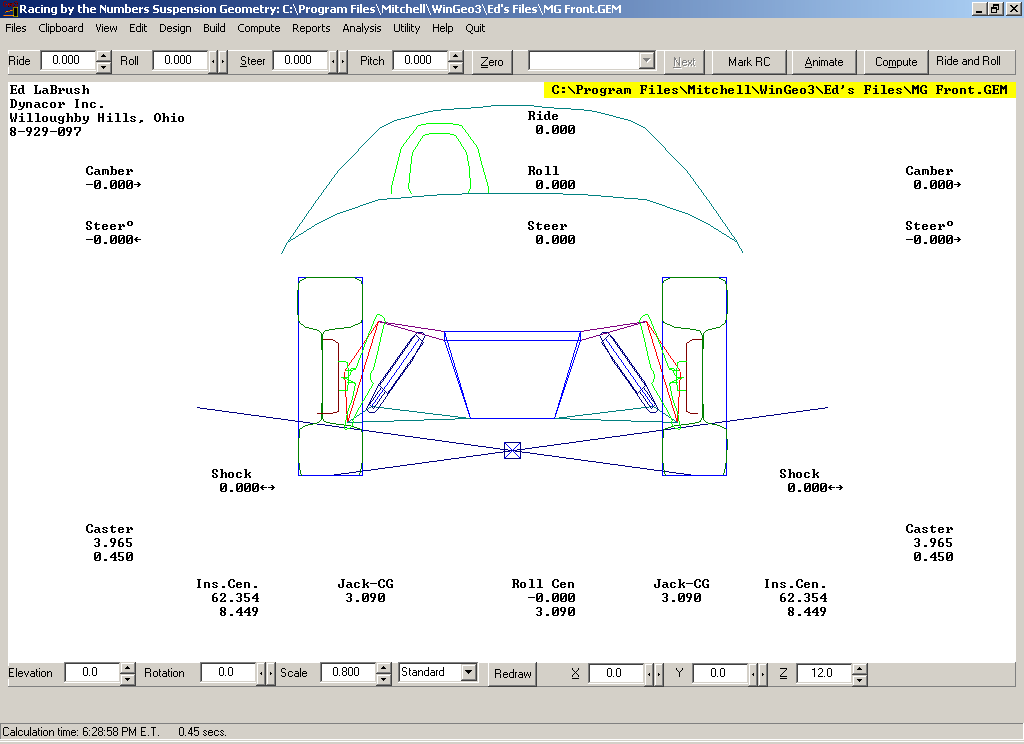 Racing by the Numbers Suspension Geometry: C:\Program Files\Mitchell\WinGeo3\Ed's Files\MG Front.GEM
Files Clipboard View Edit Design Build Compute Reports Analysis Utility Help Quit
Ride 0.000 Roll 0.000 Steer 0.000 Pitch 0.000 Zero Next Mark RC Animate Compute Ride and Roll
Ed LaBrush
Dynacor Inc.
Willoughby Hills, Ohio
8-929-097
C:\Program Files\Mitchell\WinGeo3\Ed's Files\MG Front.GEM
Ride
0.000
Camber
-0.000→
Roll
0.000
Camber
0.000→
Steerº
-0.000←
Steer
0.000
Steerº
-0.000→
Shock
0.000↔
Shock
0.000↔
Caster
3.965
0.450
Caster
3.965
0.450
Ins.Cen.
62.354
8.449
Jack-CG
3.090
Roll Cen
-0.000
3.090
Jack-CG
3.090
Ins.Cen.
62.354
8.449
Elevation 0.0 Rotation 0.0 Scale 0.800 Standard Redraw X 0.0 Y 0.0 Z 12.0
Calculation time: 6:28:58 PM E.T. 0.45 secs.